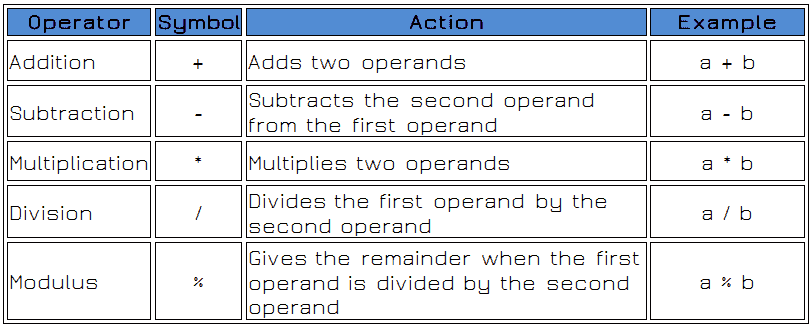 Operator Symbol Action Example
Addition + Adds two operands a + b
Subtraction - Subtracts the second operand from the first operand a - b
Multiplication * Multiplies two operands a * b
Division / Divides the first operand by the second operand a / b
Modulus % Gives the remainder when the first operand is divided by the second operand a % b